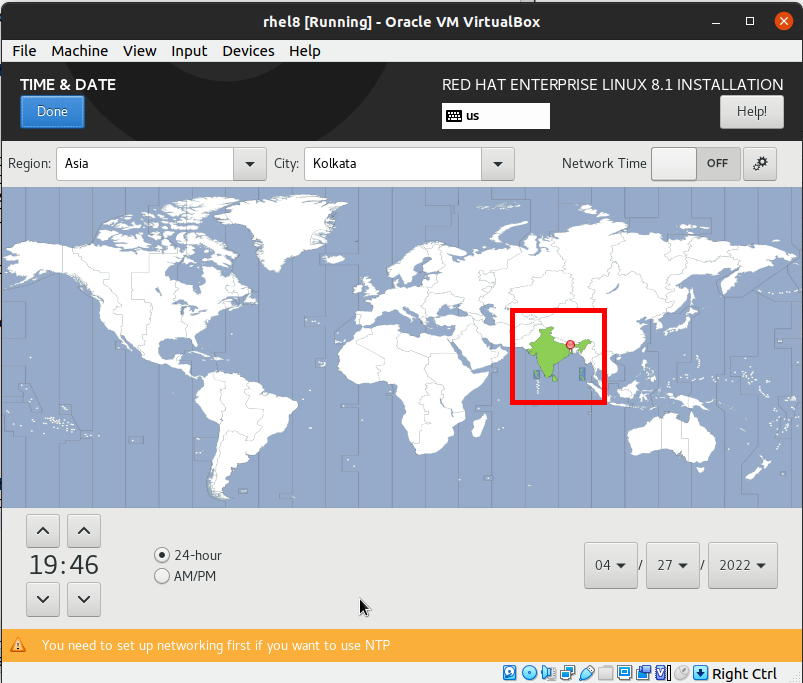 rhel8 [Running] - Oracle VM VirtualBox
File Machine View Input Devices Help
TIME & DATE
RED HAT ENTERPRISE LINUX 8.1 INSTALLATION
Done
us
Help!
Region: Asia City: Kolkata Network Time OFF
19:46
24-hour
AM/PM
04 / 27 / 2022
You need to set up networking first if you want to use NTP
Right Ctrl